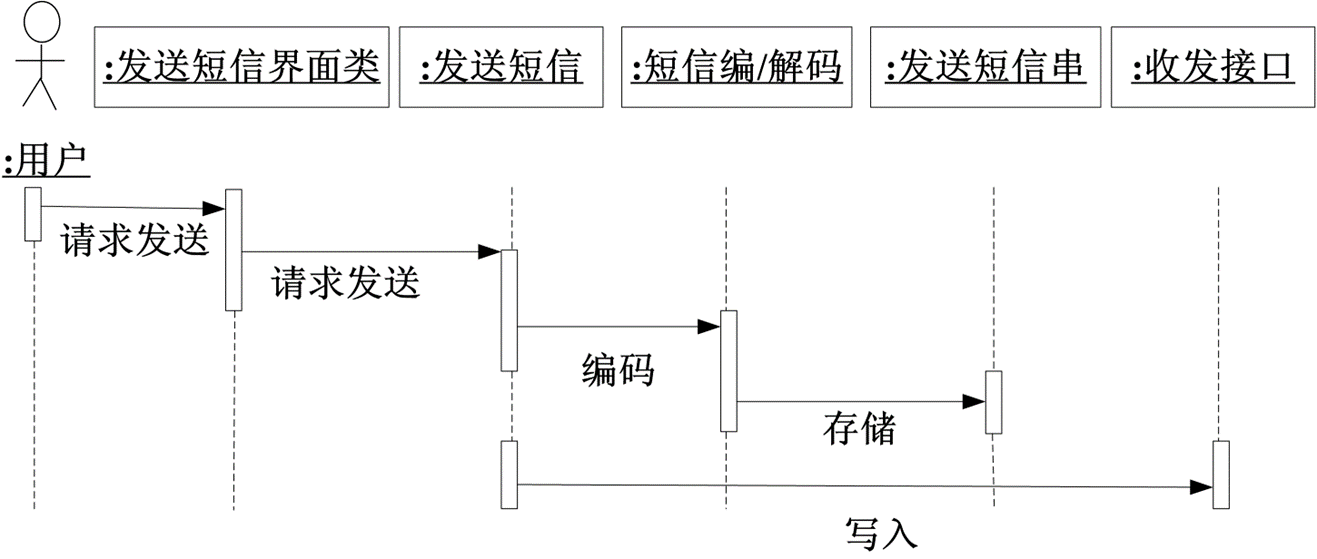 :发送短信界面类
:发送短信
:短信编/解码
:发送短信串
:收发接口
:用户
请求发送
请求发送
编码
存储
写入